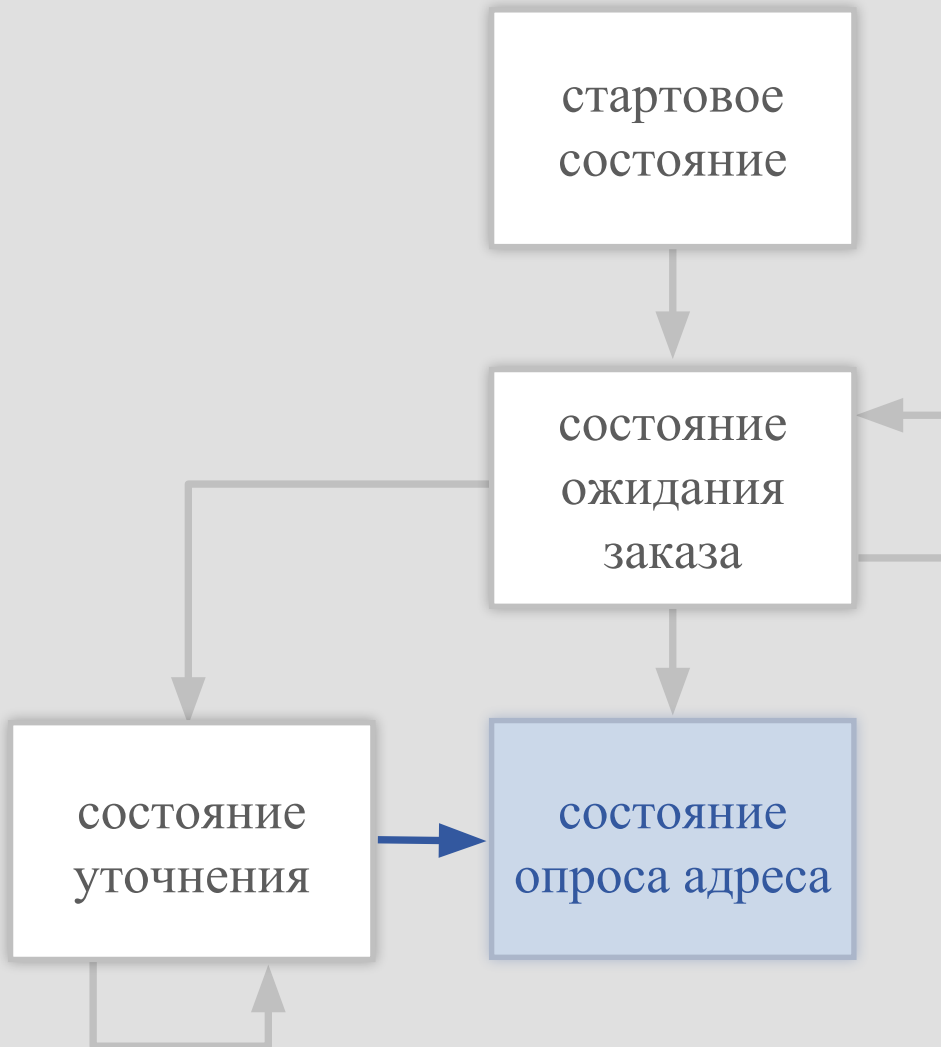 стартовое
состояние
состояние
ожидания
заказа
состояние
уточнения
состояние
опроса адреса